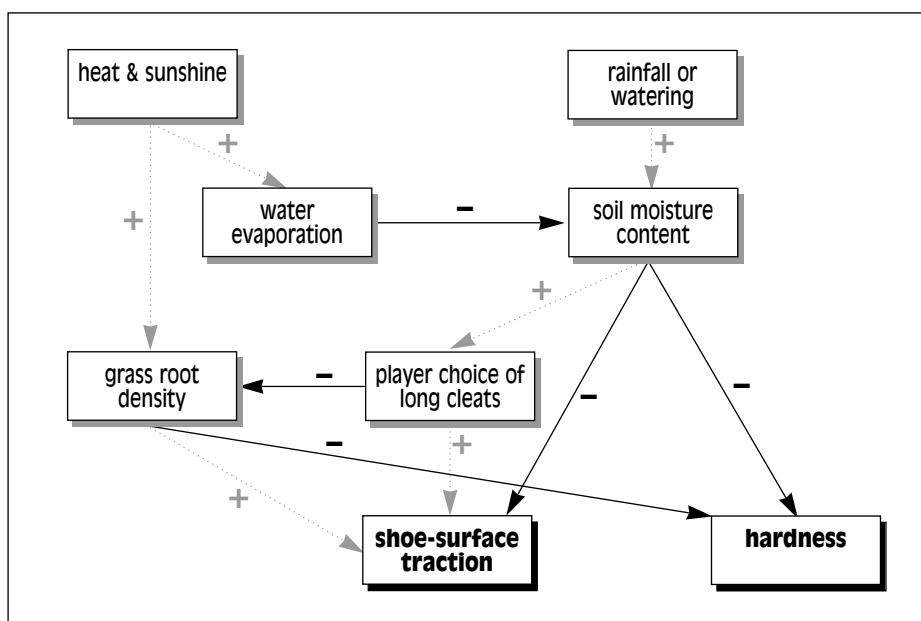 heat & sunshine
rainfall or
watering
+
+
+
water
evaporation
–
soil moisture
content
+
grass root
density
–
player choice of
long cleats
–
–
–
+
+
shoe-surface
traction
hardness